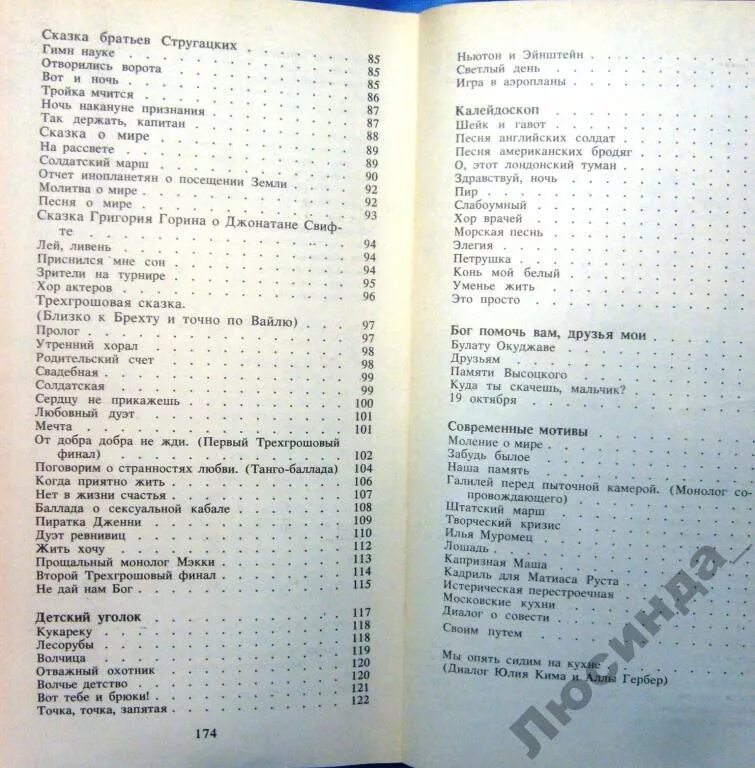 Сказка братьев Стругацких
Гимн науке . . . 85
Отворились ворота . . . 85
Вот и ночь . . . 85
Тройка мчится . . . 86
Ночь накануне признания . . . 87
Так держать, капитан . . . 87
Сказка о мире . . . 88
На рассвете . . . 89
Солдатский марш . . . 89
Отчет инопланетян о посещении Земли . . . 90
Молитва о мире . . . 92
Песня о мире . . . 92
Сказка Григория Горина о Джонатане Свиф- 93
те . . .
Лей, ливень . . . 94
Приснился мне сон . . . 94
Зрители на турнире . . . 94
Хор актеров . . . 95
Трехгрошовая сказка. 96
(Близко к Брехту и точно по Вайлю) . . . 97
Пролог . . . 97
Утренний хорал . . . 98
Родительский счет . . . 98
Свадебная . . . 99
Солдатская . . . 99
Сердцу не прикажешь . . . 100
Любовный дуэт . . . 101
Мечта . . . 101
От добра добра не жди. (Первый Трехгрошовый
финал) . . . 102
Поговорим о странностях любви. (Танго-баллада) 104
Когда приятно жить . . . 106
Нет в жизни счастья . . . 107
Баллада о сексуальной кабале . . . 108
Пиратка Дженни . . . 109
Дуэт ревнивиц . . . 110
Жить хочу . . . 112
Прощальный монолог Мэкки . . . 113
Второй Трехгрошовый финал . . . 114
Не дай нам Бог . . . 115
Детский уголок . . . 117
Кукареку . . . 118
Лесорубы . . . 118
Волчица . . . 119
Отважный охотник . . . 120
Волчье детство . . . 120
Вот тебе и брюки! . . . 121
Точка, точка, запятая . . . 122
174
Ньютон и Эйнштейн . . .
Светлый день . . .
Игра в аэропланы . . .
Калейдоскоп . . .
Шейк и гавот . . .
Песня английских солдат . . .
Песня американских бродяг . . .
О, этот лондонский туман . . .
Здравствуй, ночь . . .
Пир . . .
Слабоумный . . .
Хор врачей . . .
Морская песнь . . .
Элегия . . .
Петрушка . . .
Конь мой белый . . .
Уменье жить . . .
Это просто . . .
Бог помочь вам, друзья мои . . .
Булату Окуджаве . . .
Друзьям . . .
Памяти Высоцкого . . .
Куда ты скачешь, мальчик? . . .
19 октября . . .
Современные мотивы . . .
Моление о мире . . .
Забудь былое . . .
Наша память . . .
Галилей перед пыточной камерой. (Монолог со-
провождающего) . . .
Штатский марш . . .
Творческий кризис . . .
Илья Муромец . . .
Лошадь . . .
Капризная Маша . . .
Кадриль для Матиаса Руста . . .
Истерическая перестроечная . . .
Московские кухни . . .
Диалог о совести . . .
Своим путем . . .
Мы опять сидим на кухне . . .
(Диалог Юлия Кима и Аллы Гербер) . . .
Люсинда_